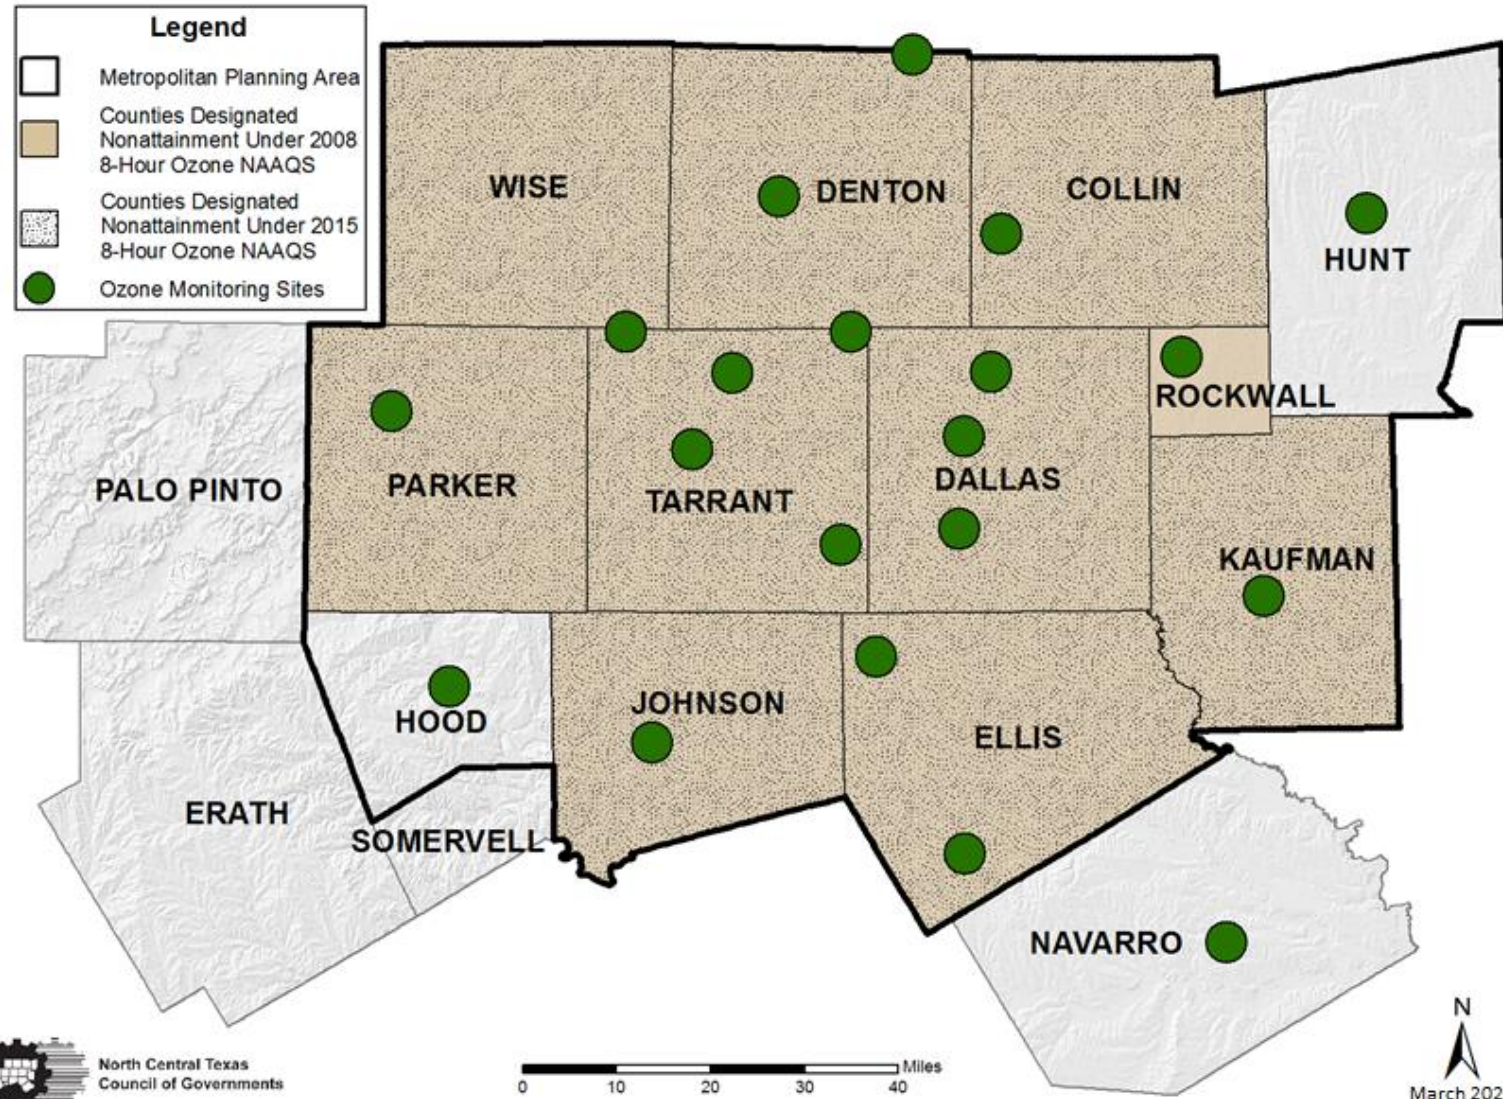 Legend
Metropolitan Planning Area
Counties Designated
Nonattainment Under 2008
8-Hour Ozone NAAQS
Counties Designated
Nonattainment Under 2015
8-Hour Ozone NAAQS
Ozone Monitoring Sites
WISE
DENTON
COLLIN
HUNT
ROCKWALL
PALO PINTO
PARKER
TARRANT
DALLAS
KAUFMAN
HOOD
JOHNSON
ELLIS
ERATH
SOMERVELL
NAVARRO
N
North Central Texas
Council of Governments
Miles
0 10 20 30 40
March 202